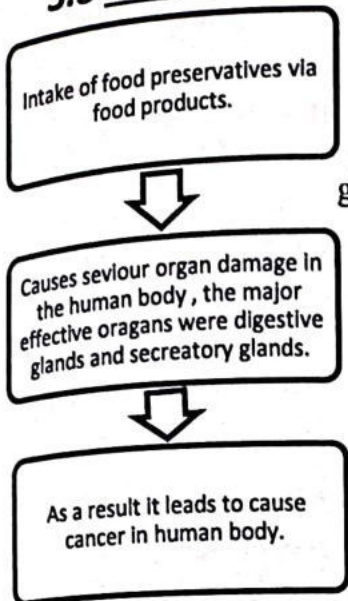 Intake of food preservatives via
food products.
g
Causes seviour organ damage in
the human body , the major
effective oragans were digestive
glands and secreatory glands.
As a result it leads to cause
cancer in human body.